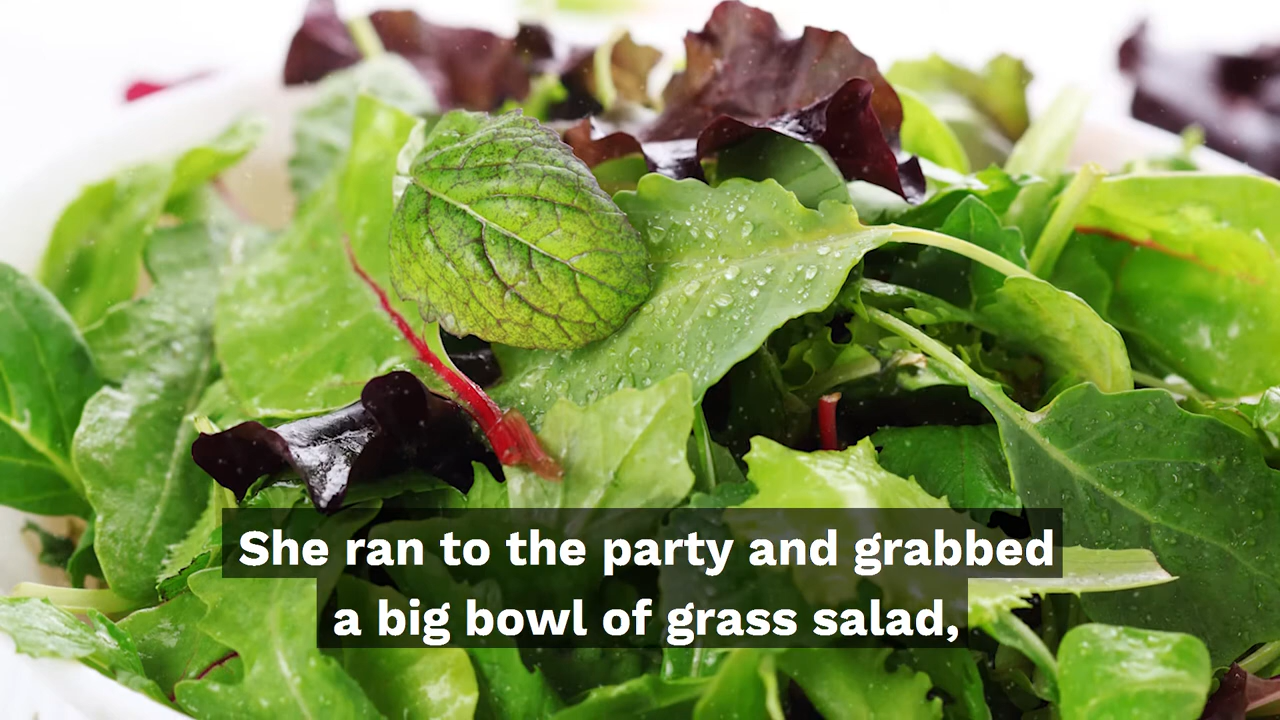 She ran to the party and grabbed
a big bowl of grass salad,